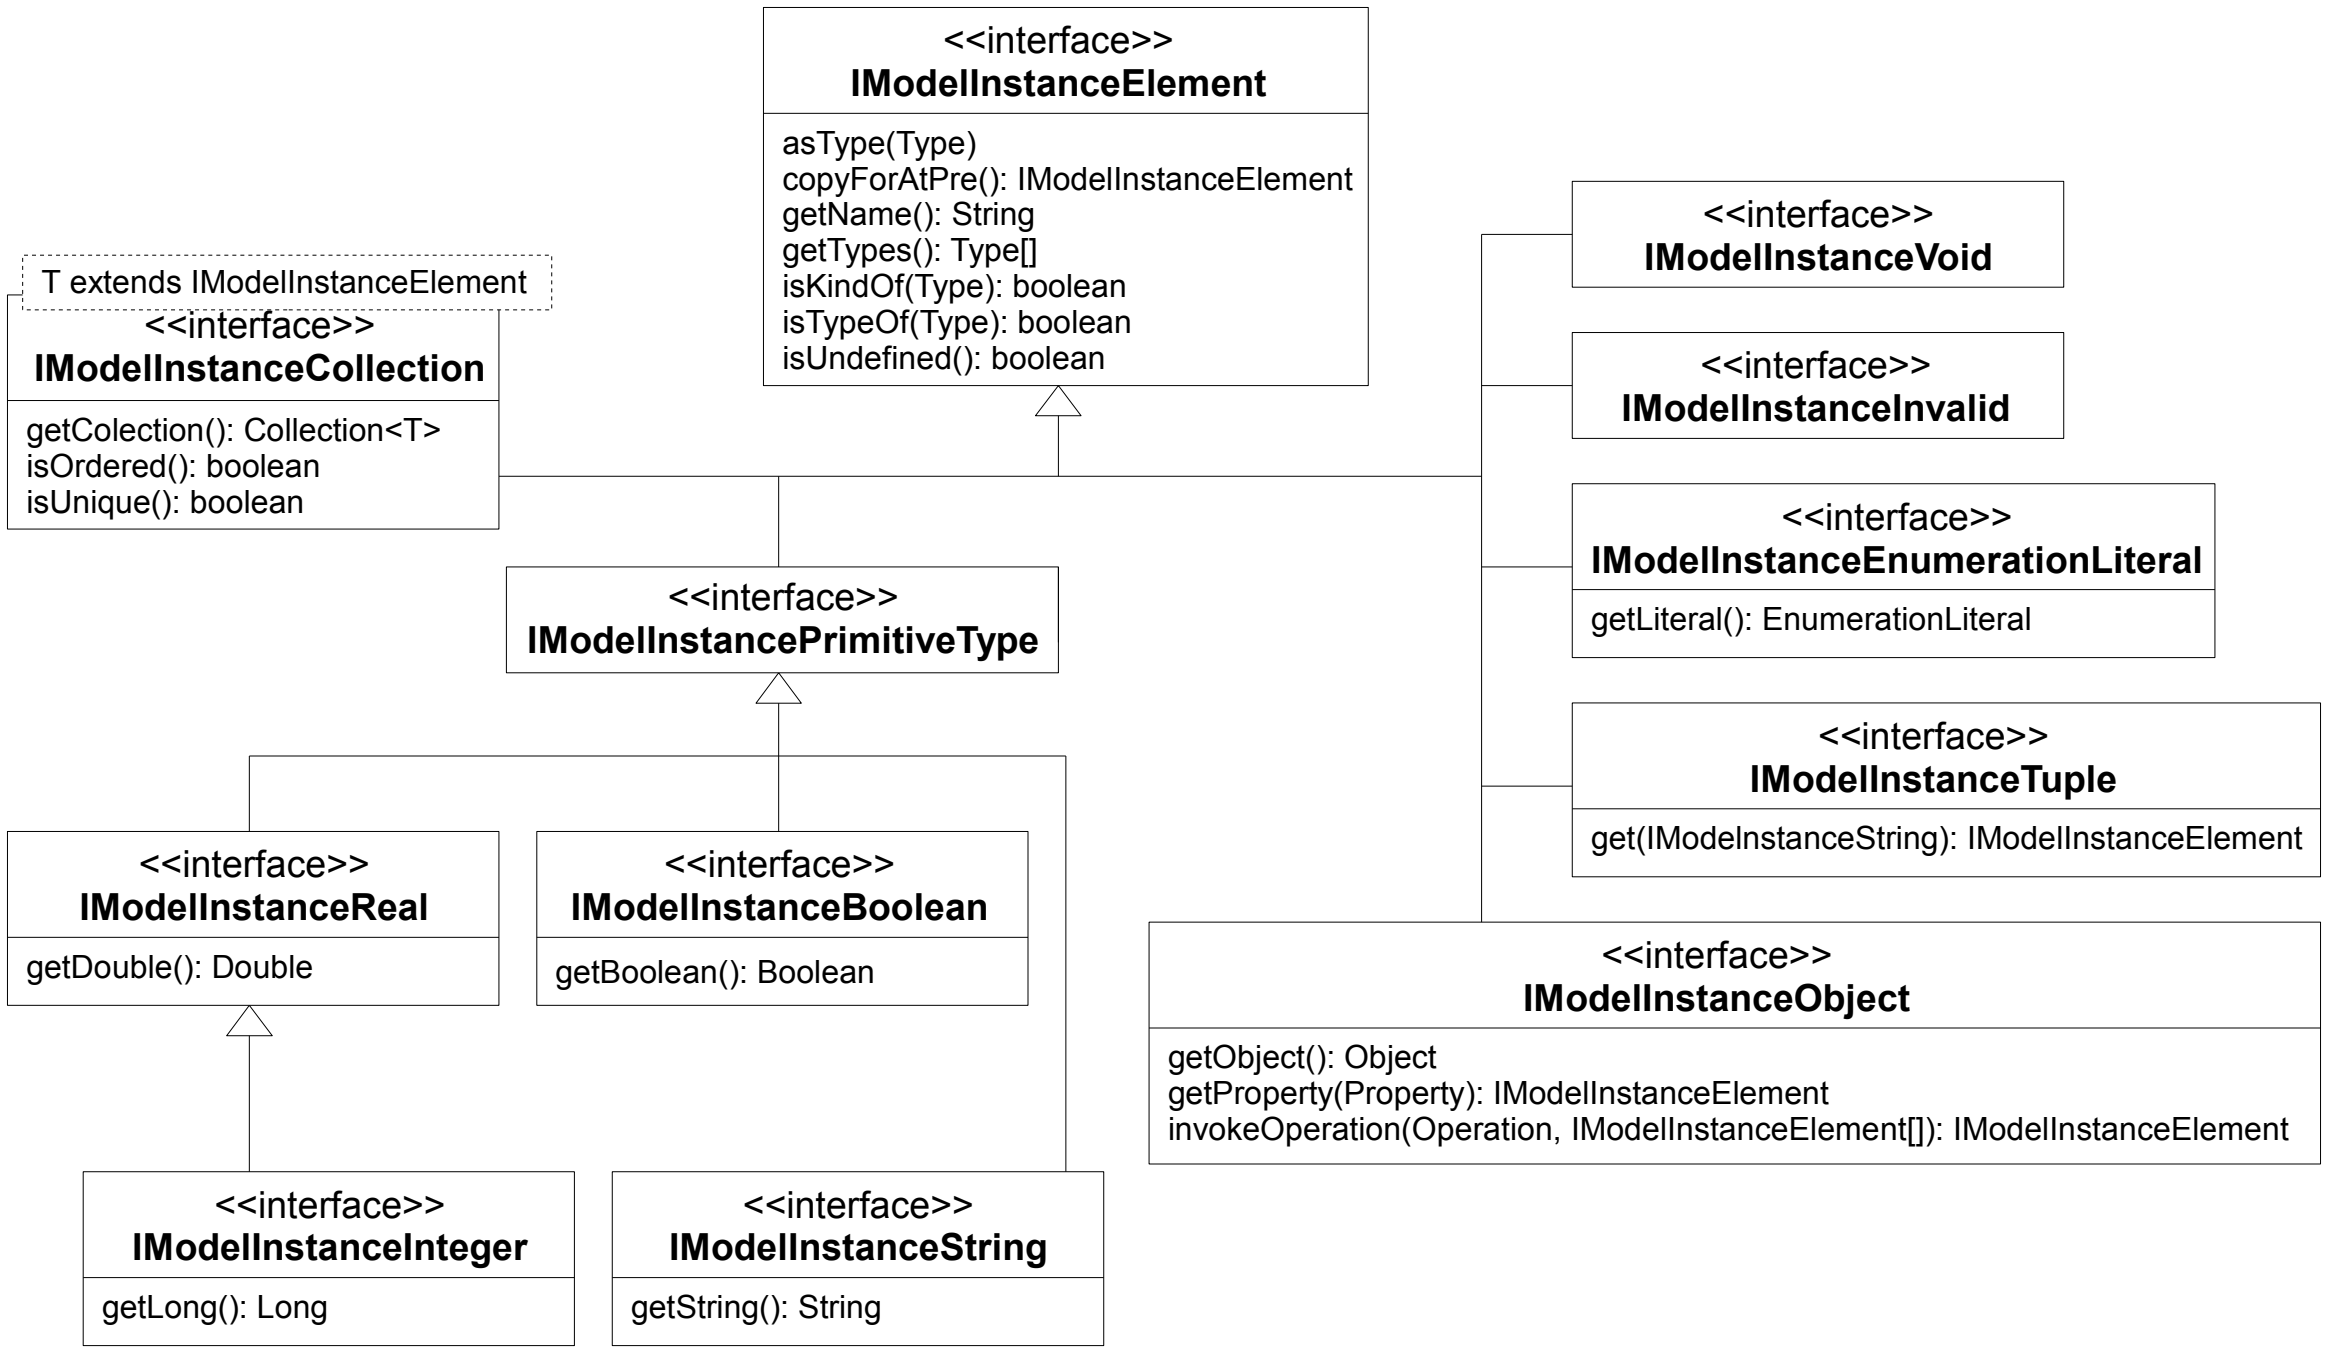 <<interface>>
IModelInstanceElement
asType(Type)
copyForAtPre(): IModelInstanceElement
getName(): String
getTypes(): Type[]
isKindOf(Type): boolean
isTypeOf(Type): boolean
isUndefined(): boolean
T extends IModelInstanceElement
<<interface>>
IModelInstanceCollection
getColection(): Collection<T>
isOrdered(): boolean
isUnique(): boolean
<<interface>>
IModelInstanceVoid
<<interface>>
IModelInstanceInvalid
<<interface>>
IModelInstanceEnumerationLiteral
getLiteral(): EnumerationLiteral
<<interface>>
IModelInstancePrimitiveType
<<interface>>
IModelInstanceTuple
get(IModelnstanceString): IModelInstanceElement
<<interface>>
IModelInstanceReal
getDouble(): Double
<<interface>>
IModelInstanceBoolean
getBoolean(): Boolean
<<interface>>
IModelInstanceObject
getObject(): Object
getProperty(Property): IModelInstanceElement
invokeOperation(Operation, IModelInstanceElement[]): IModelInstanceElement
<<interface>>
IModelInstanceInteger
getLong(): Long
<<interface>>
IModelInstanceString
getString(): String